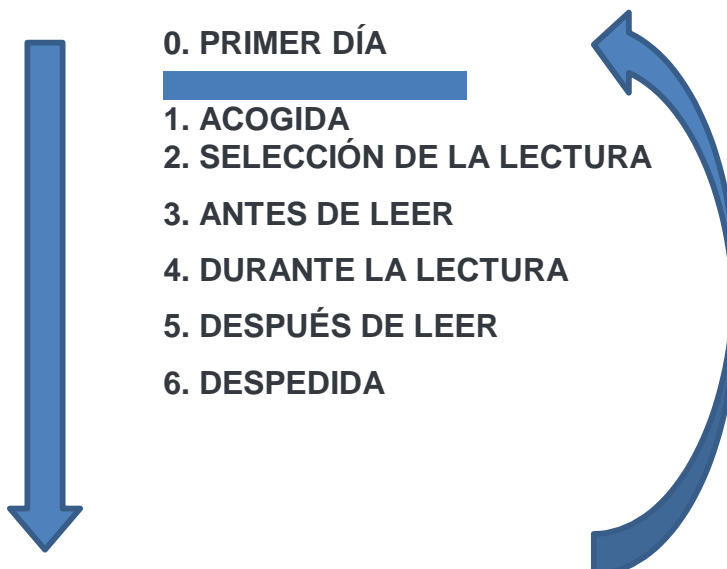 0. PRIMER DÍA
1. ACOGIDA
2. SELECCIÓN DE LA LECTURA
3. ANTES DE LEER
4. DURANTE LA LECTURA
5. DESPUÉS DE LEER
6. DESPEDIDA